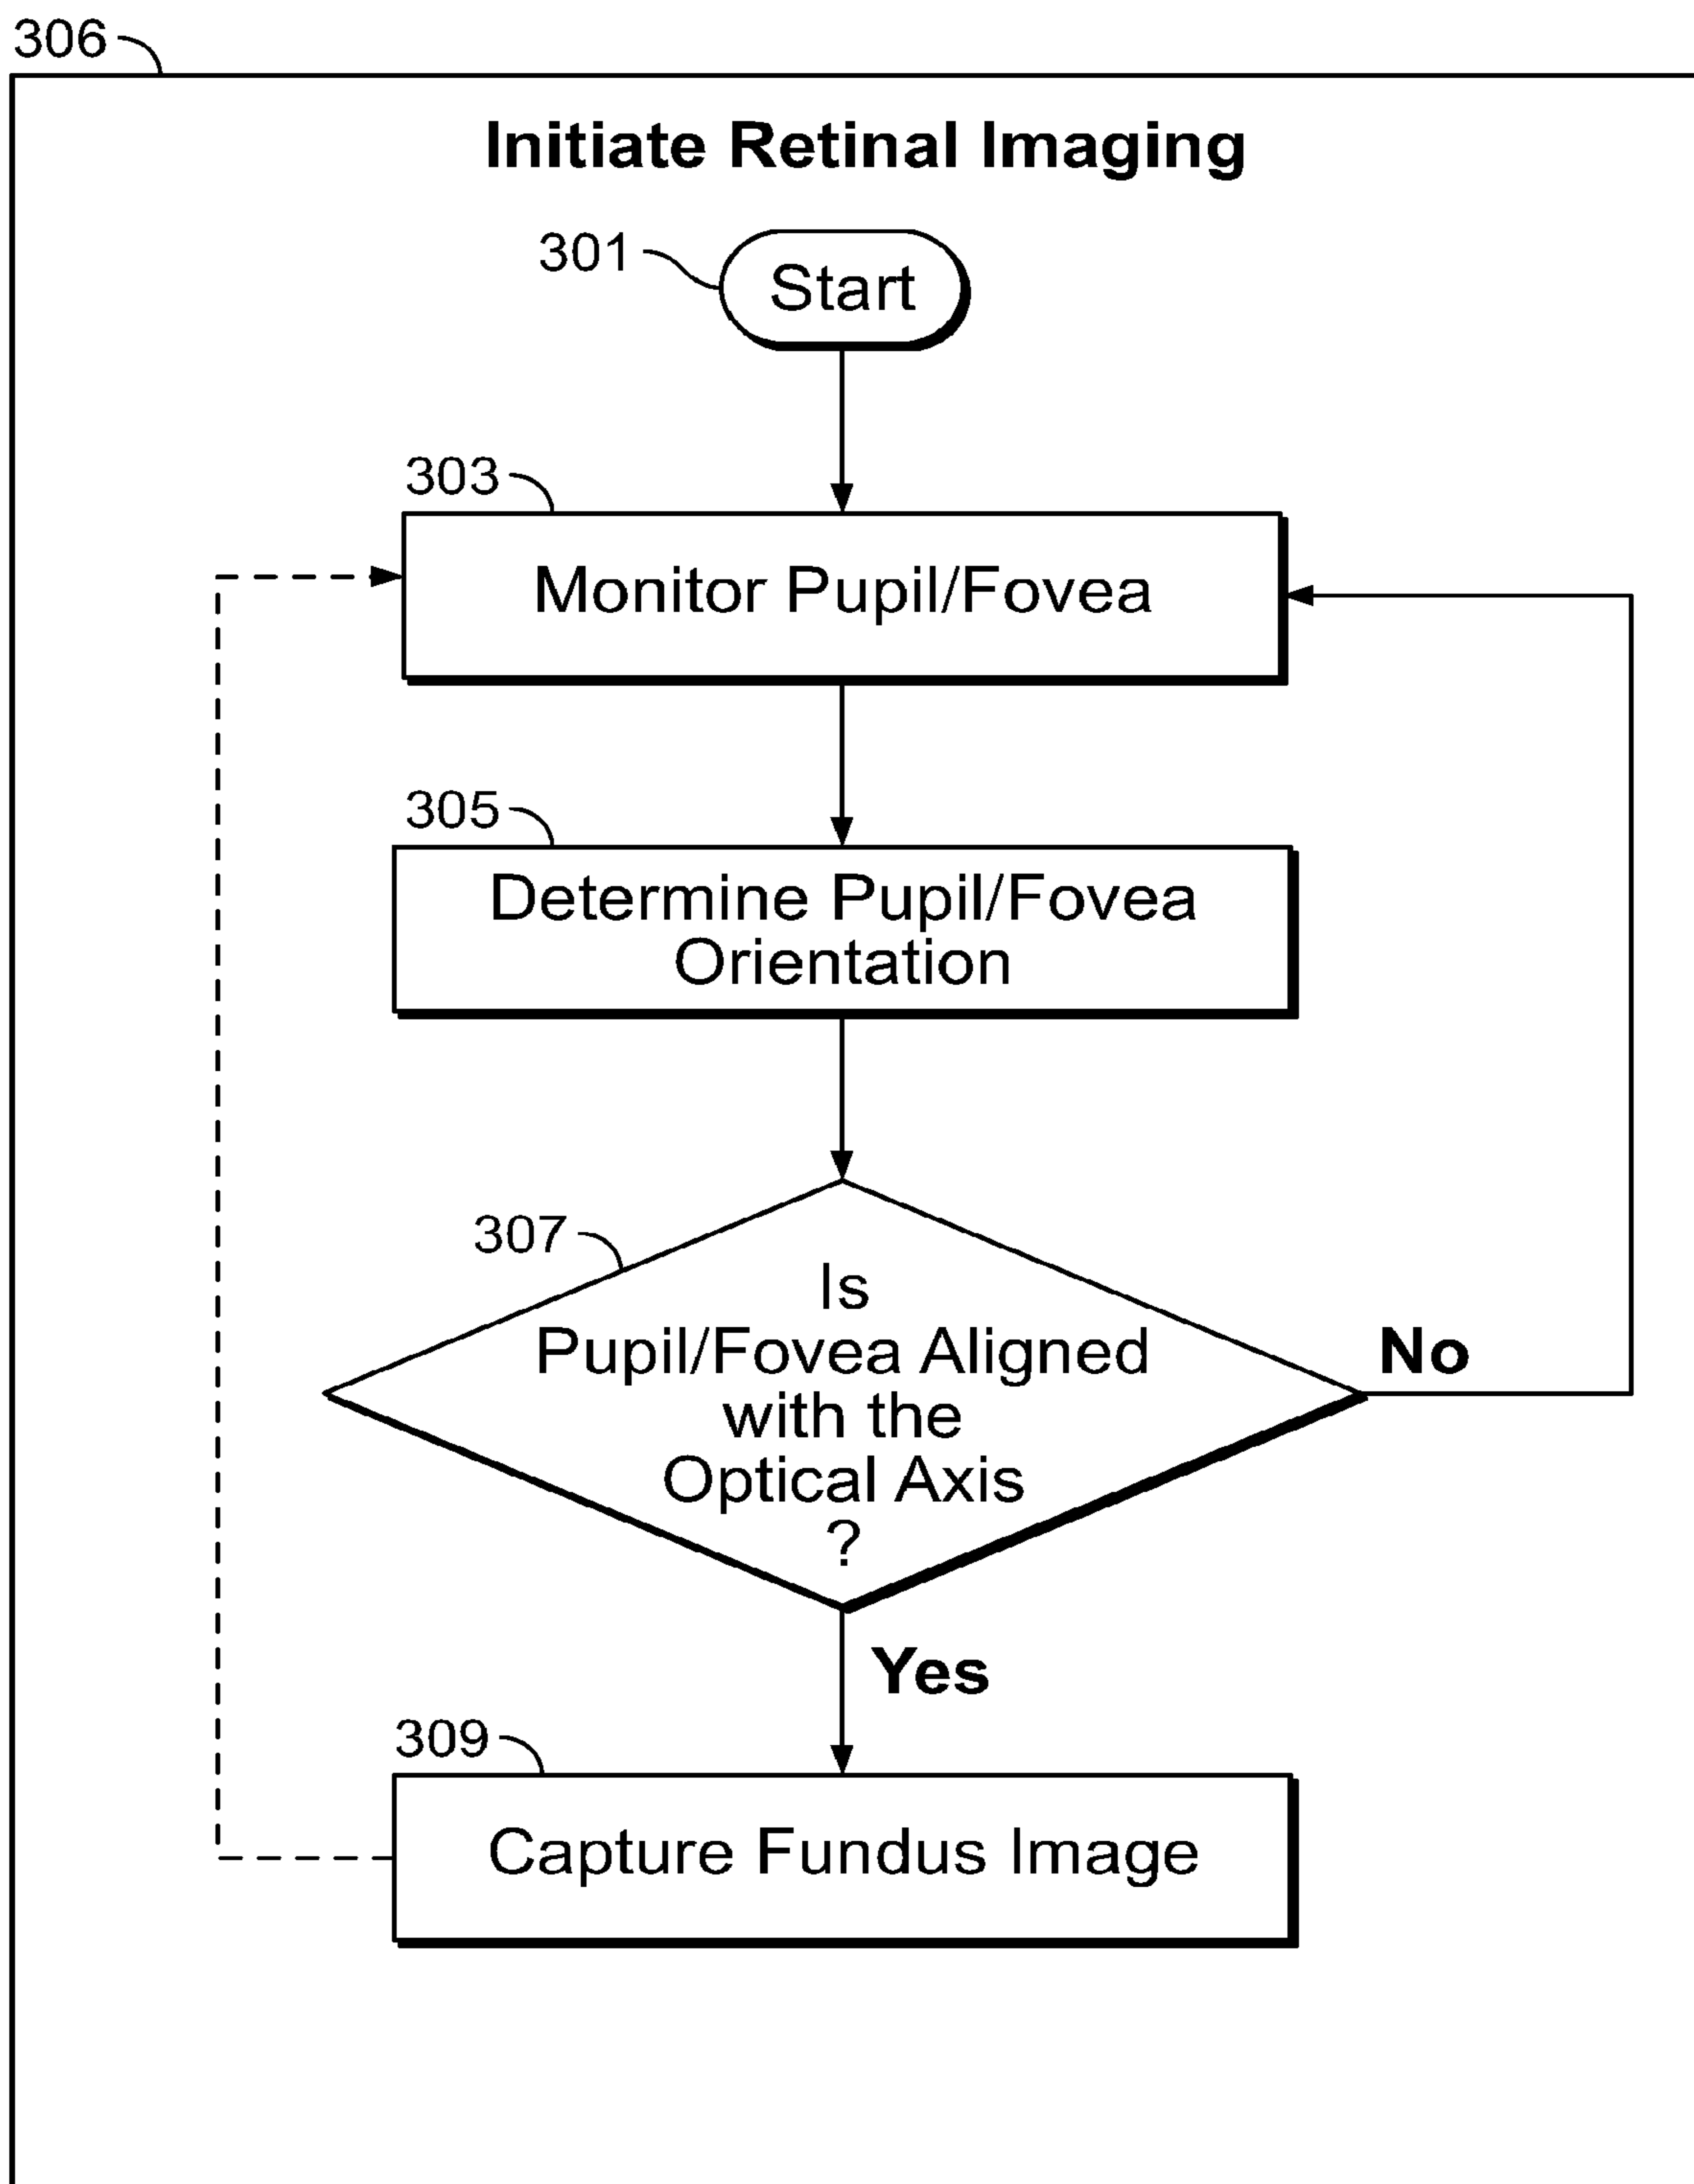 306
Initiate Retinal Imaging
301
Start
303
Monitor Pupil/Fovea
305
Determine Pupil/Fovea
Orientation
307
Is
Pupil/Fovea Aligned
with the
Optical Axis
?
No
Yes
309
Capture Fundus Image